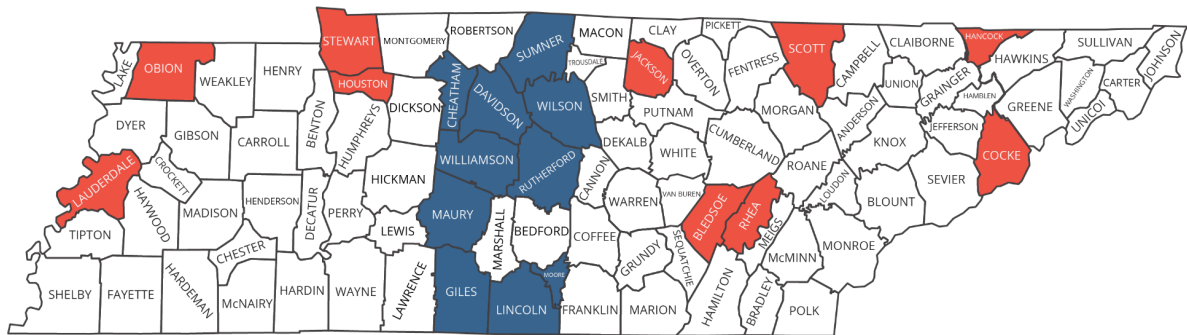 STEWART
MONTGOMERY
ROBERTSON
SUMNER
MACON
CLAY
PICKETT
SCOTT
CAMPBELL
CLAIBORNE
HANCOCK
HAWKINS
SULLIVAN
JOHNSON
LAKE
OBION
WEAKLEY
HENRY
HOUSTON
CHEATHAM
DAVIDSON
WILSON
TROUSDALE
SMITH
JACKSON
OVERTON
FENTRESS
MORGAN
ANDERSON
UNION
GRAINGER
HAMBLEN
GREENE
WASHINGTON
UNICOI
CARTER
DYER
GIBSON
CARROLL
BENTON
HUMPHREYS
DICKSON
WILLIAMSON
RUTHERFORD
CANNON
DEKALB
PUTNAM
WHITE
CUMBERLAND
ROANE
LOUDON
KNOX
JEFFERSON
COCKE
SEVIER
BLOUNT
LAUDERDALE
CROCKETT
HAYWOOD
MADISON
HENDERSON
DECATUR
PERRY
HICKMAN
LEWIS
MAURY
MARSHALL
BEDFORD
COFFEE
WARREN
VAN BUREN
BLEDSOE
RHEA
MEIGS
MCMINN
MONROE
TIPTON
CHESTER
GRUNDY
SEQUATCHIE
SHELBY
FAYETTE
HARDEMAN
McNAIRY
HARDIN
WAYNE
LAWRENCE
GILES
LINCOLN
MOORE
FRANKLIN
MARION
HAMILTON
BRADLEY
POLK